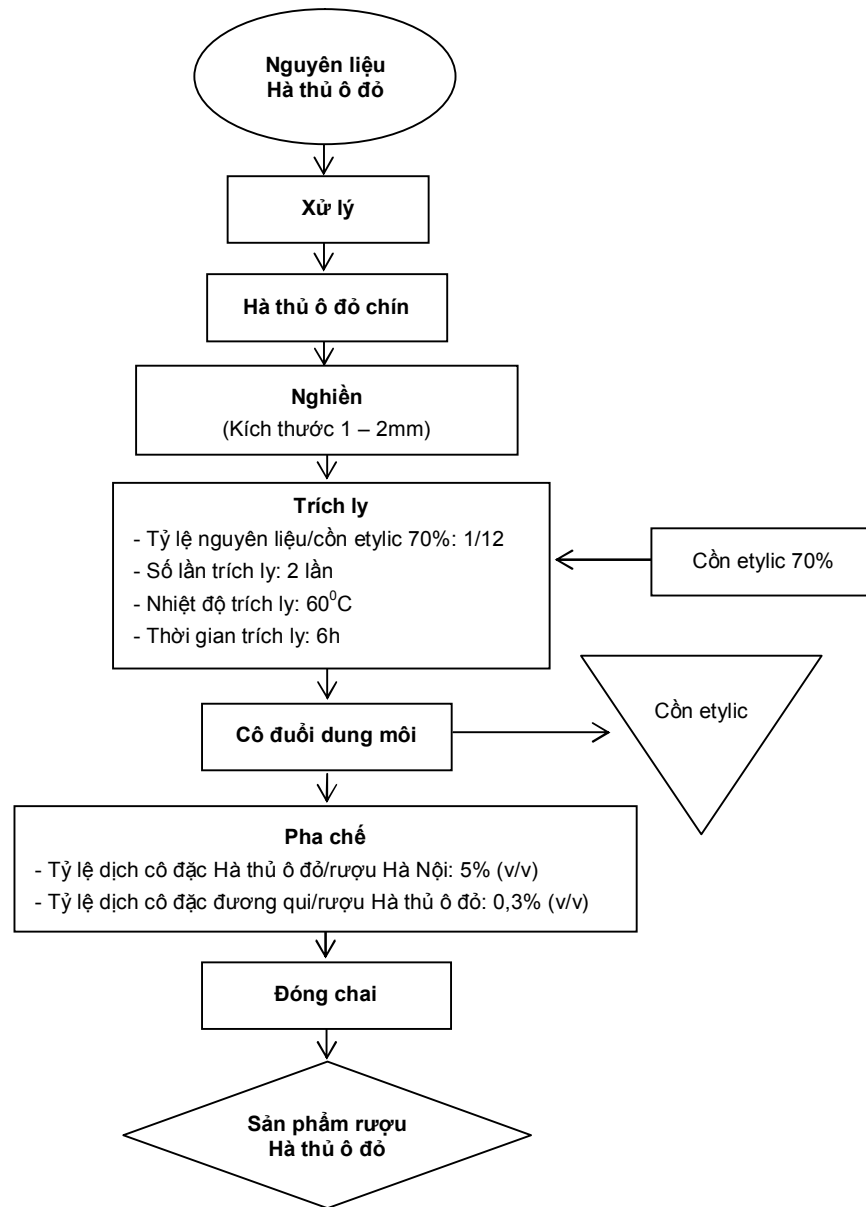 Nguyên liệu
Hà thủ ô đỏ
Xử lý
Hà thủ ô đỏ chín
Nghiền
(Kích thước 1 – 2mm)
Trích ly
- Tỷ lệ nguyên liệu/cồn etylic 70%: 1/12
- Số lần trích ly: 2 lần
- Nhiệt độ trích ly: 60⁰C
- Thời gian trích ly: 6h
Cồn etylic 70%
Cô đuổi dung môi
Cồn etylic
Pha chế
- Tỷ lệ dịch cô đặc Hà thủ ô đỏ/rượu Hà Nội: 5% (v/v)
- Tỷ lệ dịch cô đặc đương qui/rượu Hà thủ ô đỏ: 0,3% (v/v)
Đóng chai
Sản phẩm rượu
Hà thủ ô đỏ